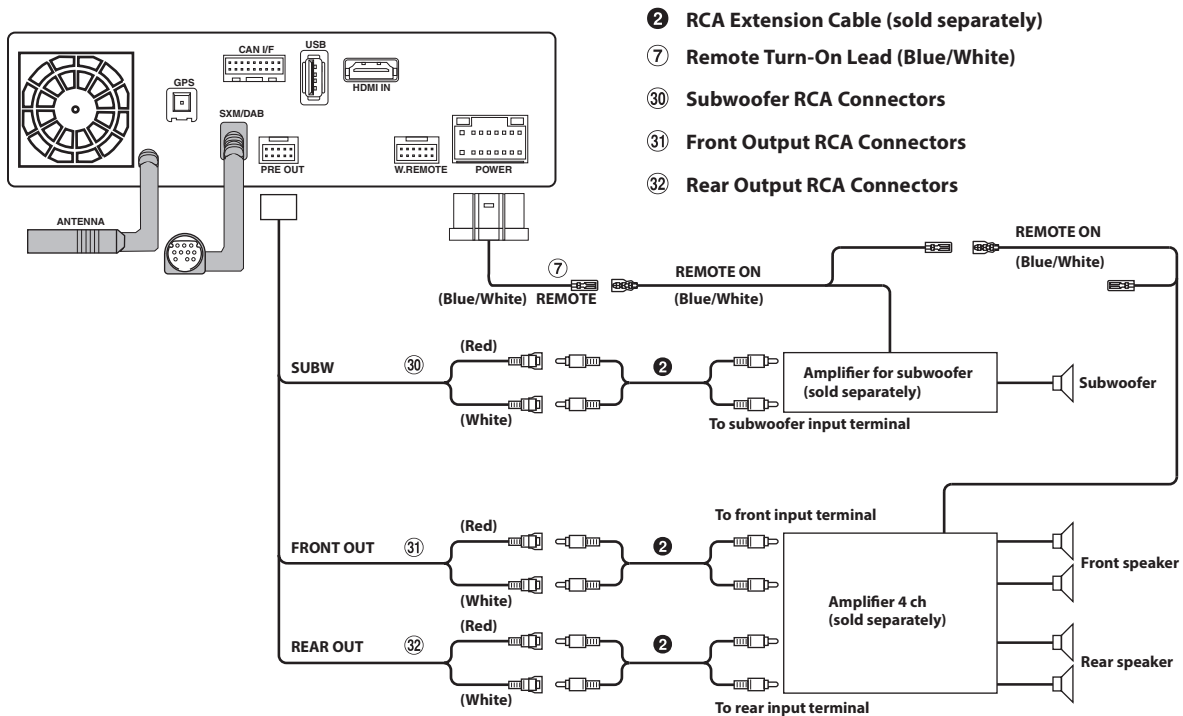 ❷ RCA Extension Cable (sold separately)
⑦ Remote Turn-On Lead (Blue/White)
㉚ Subwoofer RCA Connectors
㉛ Front Output RCA Connectors
㉜ Rear Output RCA Connectors
CAN I/F
USB
HDMI IN
GPS
SXM/DAB
PRE OUT
W.REMOTE
POWER
ANTENNA
⑦
(Blue/White) REMOTE
REMOTE ON
(Blue/White)
REMOTE ON
(Blue/White)
SUBW ㉚
(Red)
(White)
❷
Amplifier for subwoofer
(sold separately)
Subwoofer
To subwoofer input terminal
To front input terminal
FRONT OUT ㉛
(Red)
(White)
❷
Front speaker
Amplifier 4 ch
(sold separately)
REAR OUT ㉜
(Red)
(White)
❷
Rear speaker
To rear input terminal